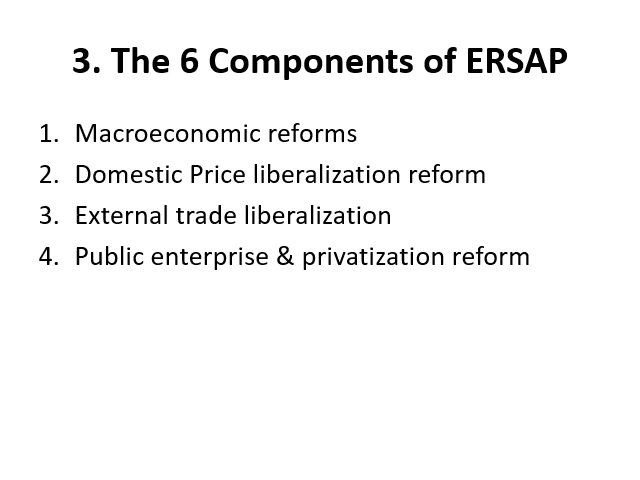 3. The 6 Components of ERSAP
1. Macroeconomic reforms
2. Domestic Price liberalization reform
3. External trade liberalization
4. Public enterprise & privatization reform